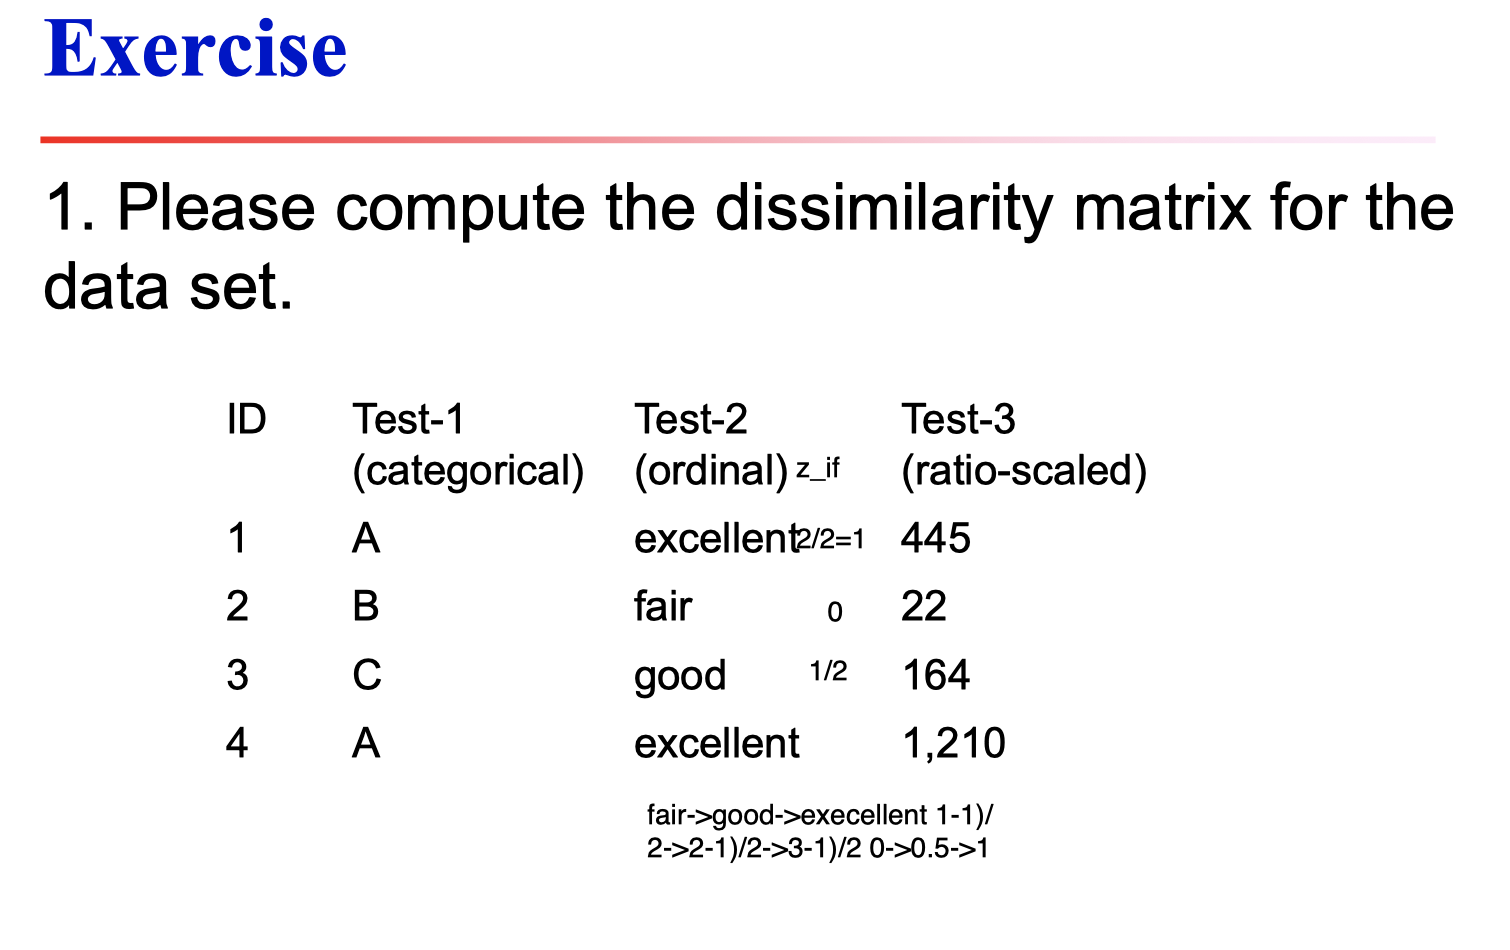 Exercise
1. Please compute the dissimilarity matrix for the
data set.
ID Test-1 Test-2 Test-3
(categorical) (ordinal) z_if (ratio-scaled)
1 A excellent 2/2=1 445
2 B fair 0 22
3 C good 1/2 164
4 A excellent 1,210
fair->good->execellent 1-1)/
2->2-1)/2->3-1)/2 0->0.5->1